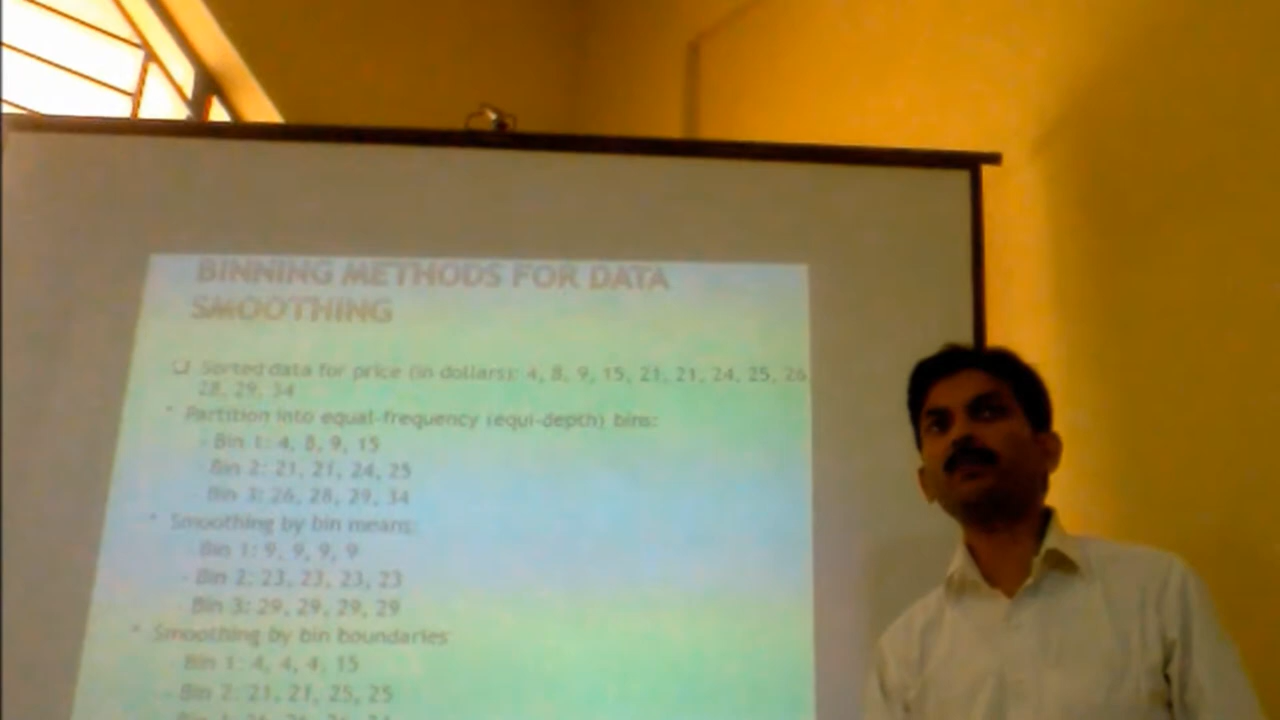 BINNING METHODS FOR DATA
SMOOTHING
Sorted data for price (in dollars): 4, 8, 9, 15, 21, 21, 24, 25, 26
28, 29, 34
* Partition into equal-frequency (equi-depth) bins:
- Bin 1: 4, 8, 9, 15
- Bin 2: 21, 21, 24, 25
- Bin 3: 26, 28, 29, 34
* Smoothing by bin means:
- Bin 1: 9, 9, 9, 9
- Bin 2: 23, 23, 23, 23
- Bin 3: 29, 29, 29, 29
* Smoothing by bin boundaries
- Bin 1: 4, 4, 4, 15
- Bin 2: 21, 21, 25, 25